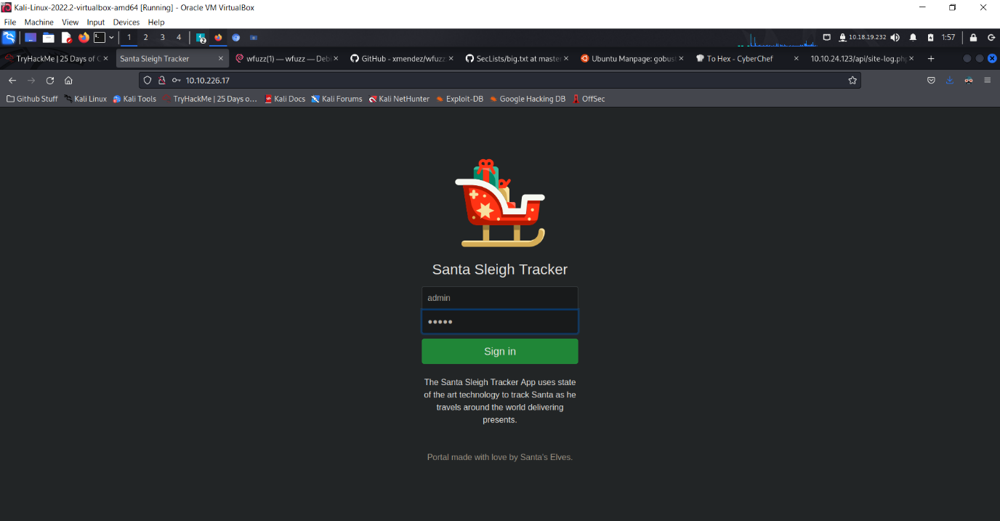 Kali-Linux-2022.2-virtualbox-amd64 [Running] - Oracle VM VirtualBox
File Machine View Input Devices Help
1 2 3 4 2 10.18.19.232 1:57
TryHackMe | 25 Days of C Santa Sleigh Tracker wfuzz(1) — wfuzz — Deb GitHub - xmendez/wfuzz SecLists/big.txt at master Ubuntu Manpage: gobust To Hex - CyberChef 10.10.24.123/api/site-log.php
10.10.226.17
Github Stuff Kali Linux Kali Tools TryHackMe | 25 Days o… Kali Docs Kali Forums Kali NetHunter Exploit-DB Google Hacking DB OffSec
Santa Sleigh Tracker
admin
●●●●●
Sign in
The Santa Sleigh Tracker App uses state
of the art technology to track Santa as he
travels around the world delivering
presents.
Portal made with love by Santa's Elves.